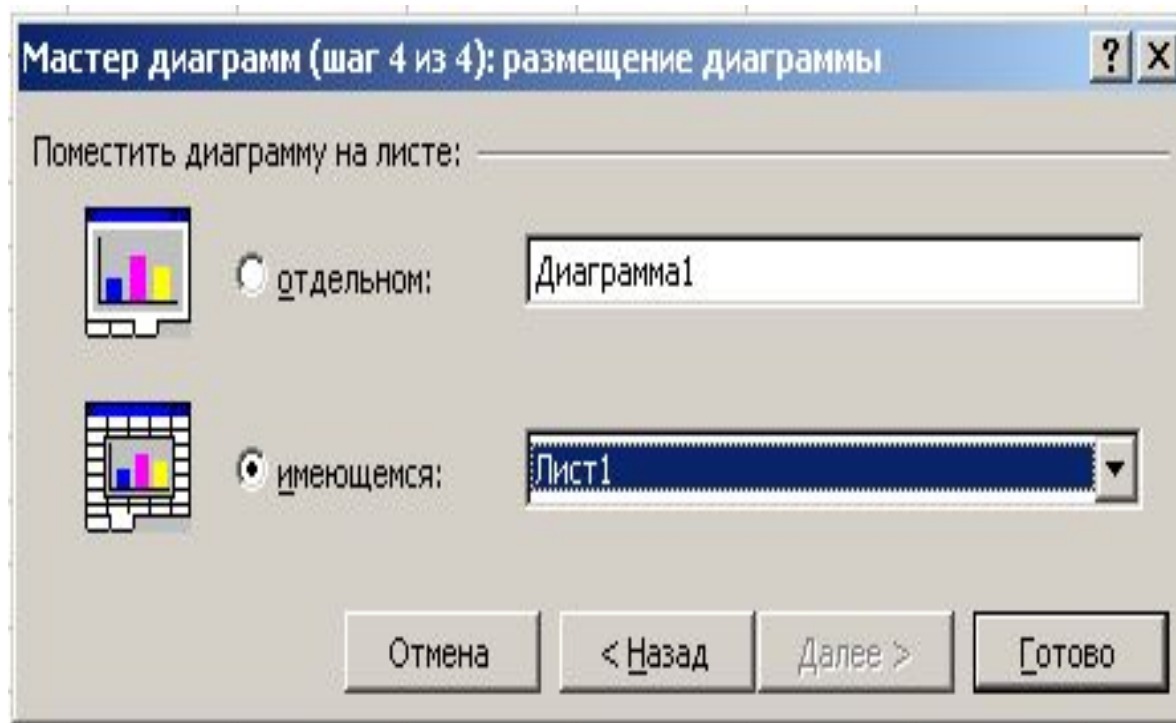 Мастер диаграмм (шаг 4 из 4): размещение диаграммы
Поместить диаграмму на листе:
отдельном: Диаграмма1
имеющемся: Лист1
Отмена < Назад Далее > Готово